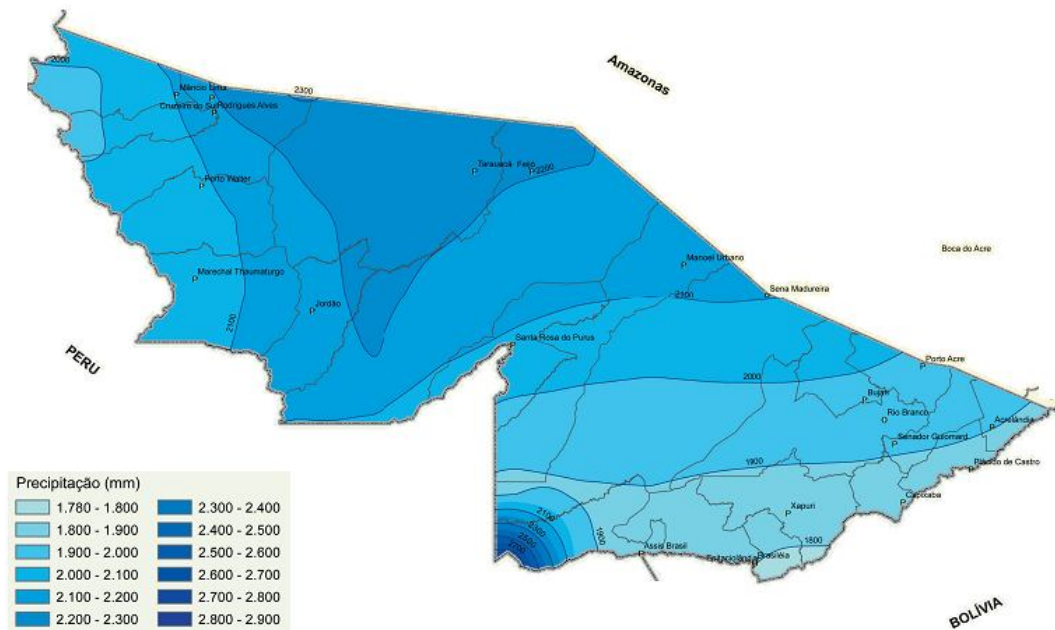 Amazonas
2000
2300
Mâncio Lima
Cruzeiro do Sul
Rodrigues Alves
Tarauacá
Feijó
2200
Porto Walter
Boca do Acre
Manoel Urbano
Marechal Thaumaturgo
Sena Madureira
2100
Jordão
2100
PERU
Santa Rosa do Purus
Porto Acre
2000
Bujari
Rio Branco
Acrelândia
Senador Guiomard
1900
Plácido de Castro
Capixaba
2100
Xapuri
2300
1900
2500
1800
2700
Assis Brasil
Epitaciolândia
Brasiléia
BOLÍVIA
Precipitação (mm)
1.780 - 1.800
1.800 - 1.900
1.900 - 2.000
2.000 - 2.100
2.100 - 2.200
2.200 - 2.300
2.300 - 2.400
2.400 - 2.500
2.500 - 2.600
2.600 - 2.700
2.700 - 2.800
2.800 - 2.900